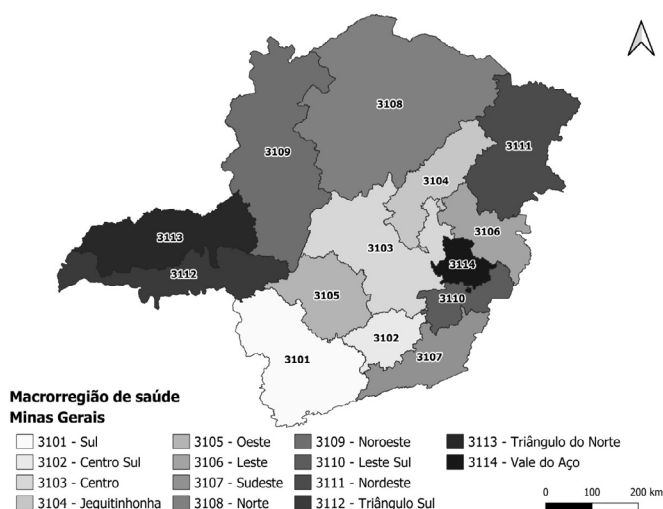 3108
3111
3109
3104
3113
3103
3106
3112
3114
3105
3110
3102
3101
3107
Macrorregião de saúde
Minas Gerais
3101 - Sul
3102 - Centro Sul
3103 - Centro
3104 - Jequitinhonha
3105 - Oeste
3106 - Leste
3107 - Sudeste
3108 - Norte
3109 - Noroeste
3110 - Leste Sul
3111 - Nordeste
3112 - Triângulo Sul
3113 - Triângulo do Norte
3114 - Vale do Aço
0 100 200 km